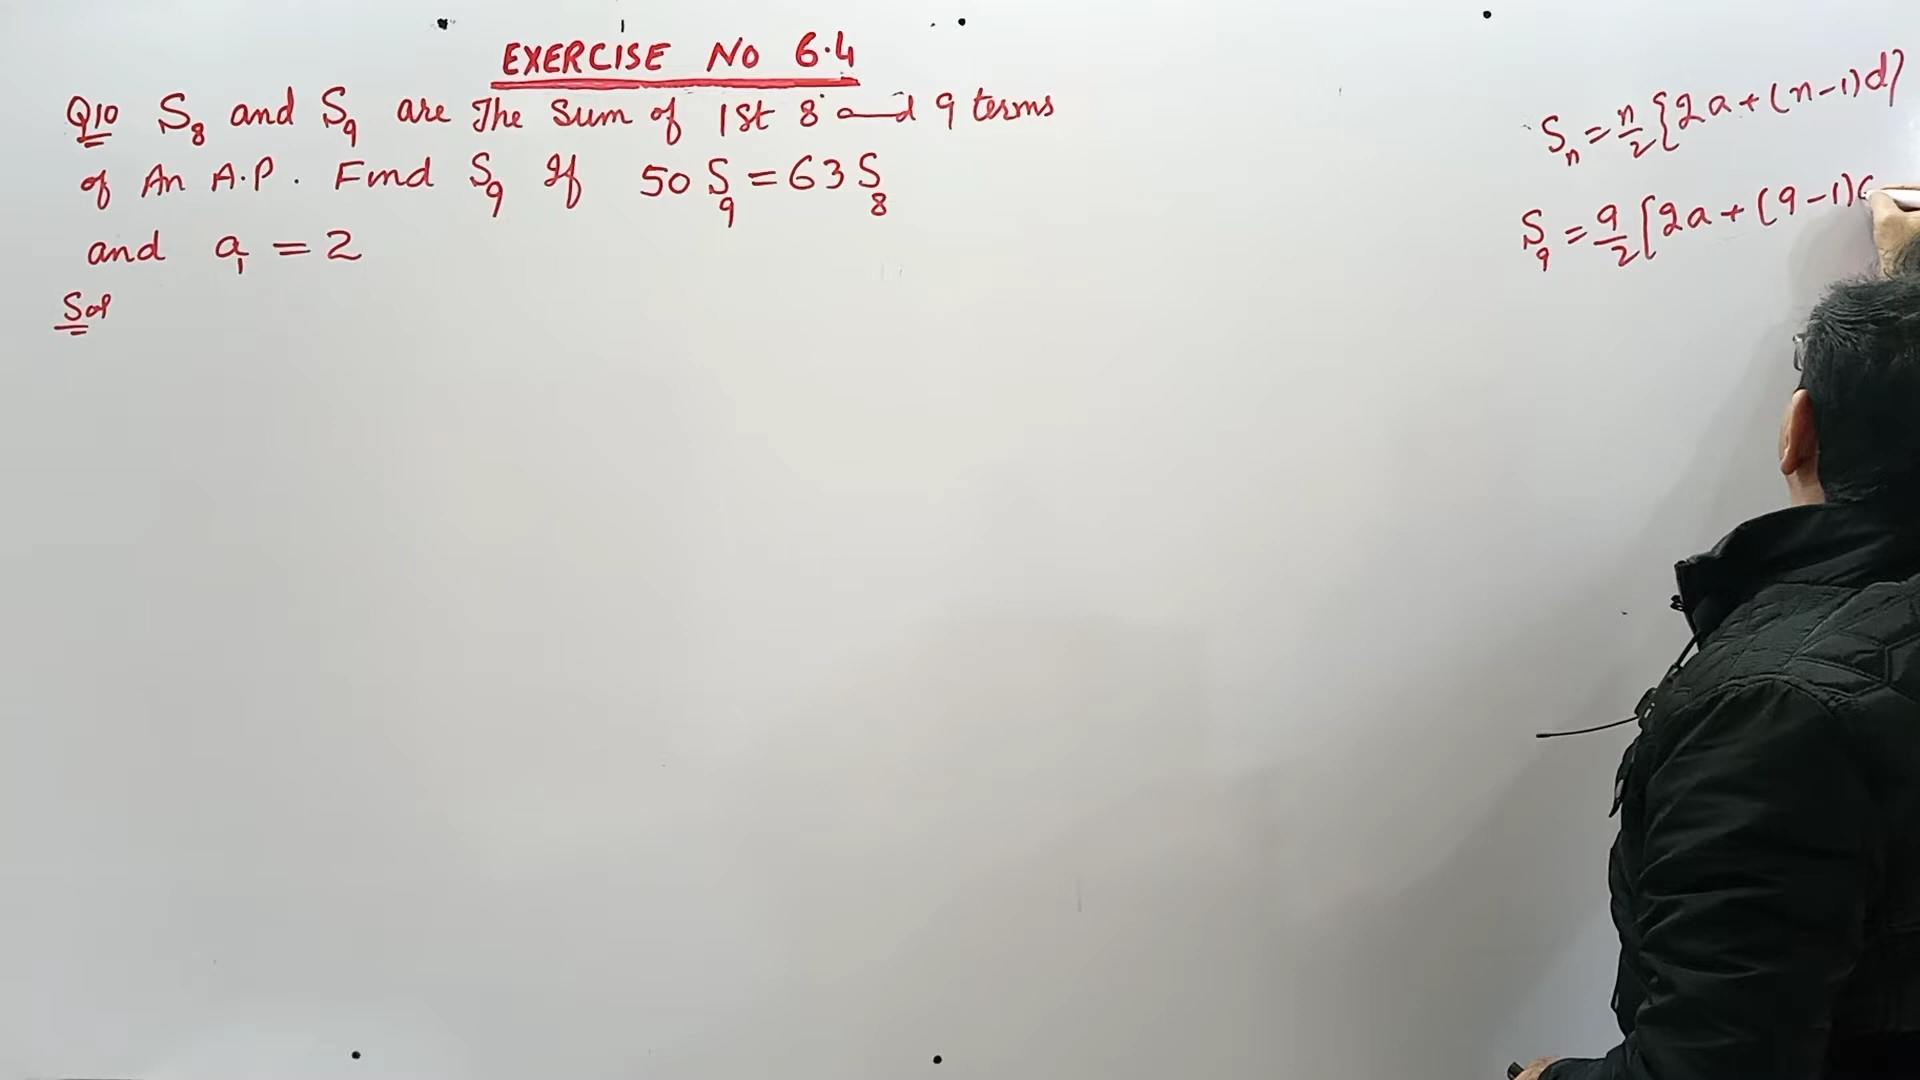 EXERCISE NO 6.4
Q10 S₈ and S₉ are The Sum of 1St 8 and 9 terms
of An A.P. Find S₉ If 50 S₉ = 63 S₈
and a₁ = 2
Sol
Sₙ = n/2 {2a + (n-1)d}
S₉ = 9/2 [2a + (9-1)